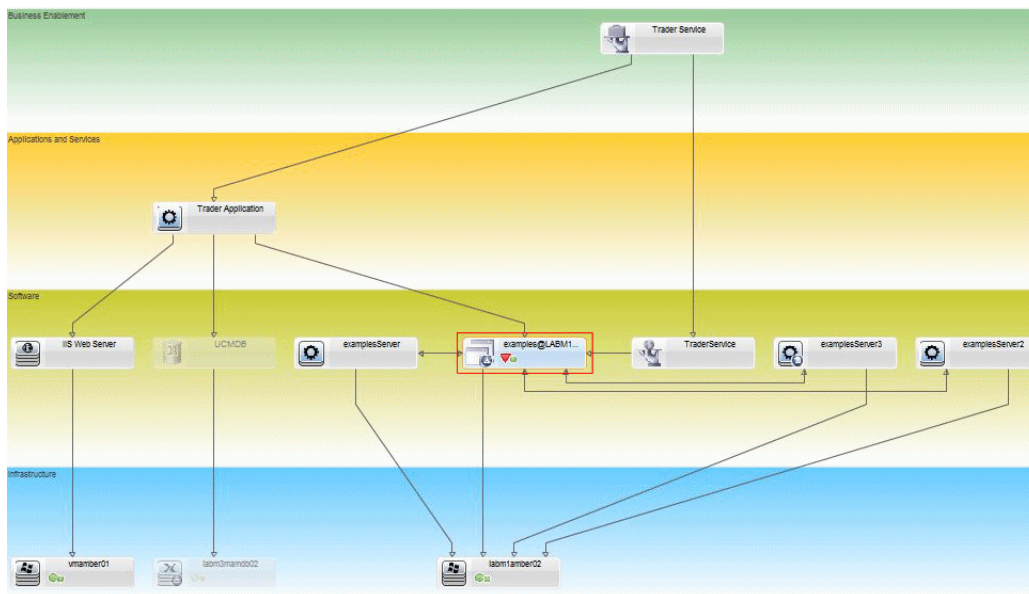 Business Enablement
Trader Service
Applications and Services
Trader Application
Software
IIS Web Server
UCMDB
examplesServer
examples@LABM1...
TraderService
examplesServer3
examplesServer2
Infrastructure
vmamber01
labm3mamdb02
labm1amber02